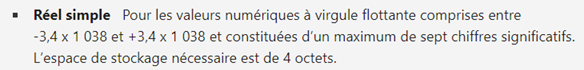 ▪ Réel simple Pour les valeurs numériques à virgule flottante comprises entre
-3,4 x 1 038 et +3,4 x 1 038 et constituées d’un maximum de sept chiffres significatifs.
L’espace de stockage nécessaire est de 4 octets.